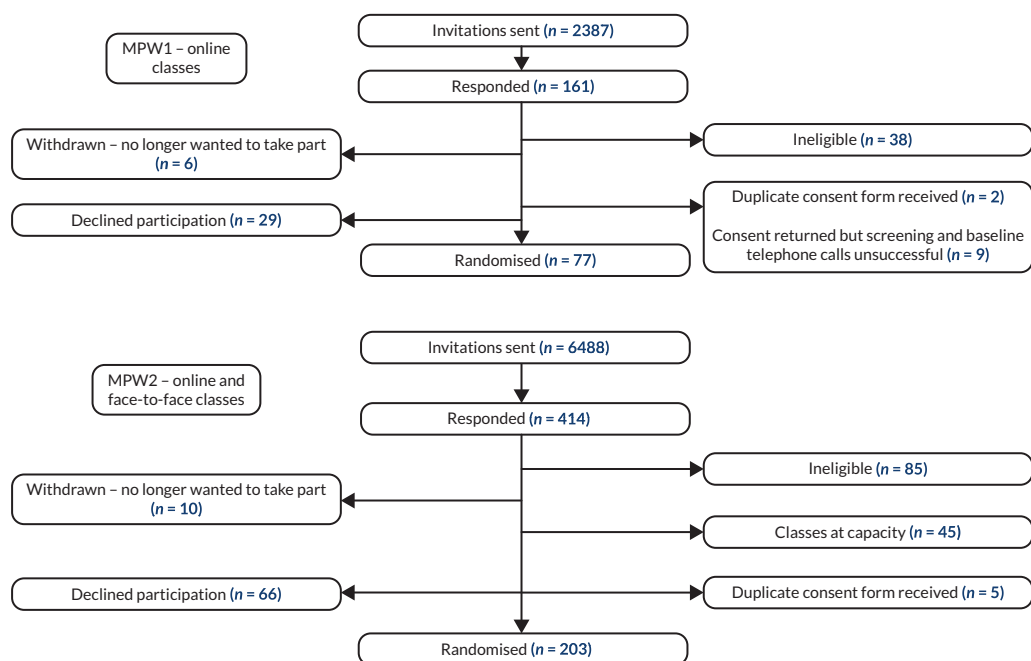 MPW1 – online
classes
Invitations sent (n = 2387)
Responded (n = 161)
Withdrawn – no longer wanted to take part
(n = 6)
Ineligible (n = 38)
Declined participation (n = 29)
Duplicate consent form received (n = 2)
Consent returned but screening and baseline
telephone calls unsuccessful (n = 9)
Randomised (n = 77)
MPW2 – online and
face-to-face classes
Invitations sent (n = 6488)
Responded (n = 414)
Withdrawn – no longer wanted to take part
(n = 10)
Ineligible (n = 85)
Classes at capacity (n = 45)
Declined participation (n = 66)
Duplicate consent form received (n = 5)
Randomised (n = 203)